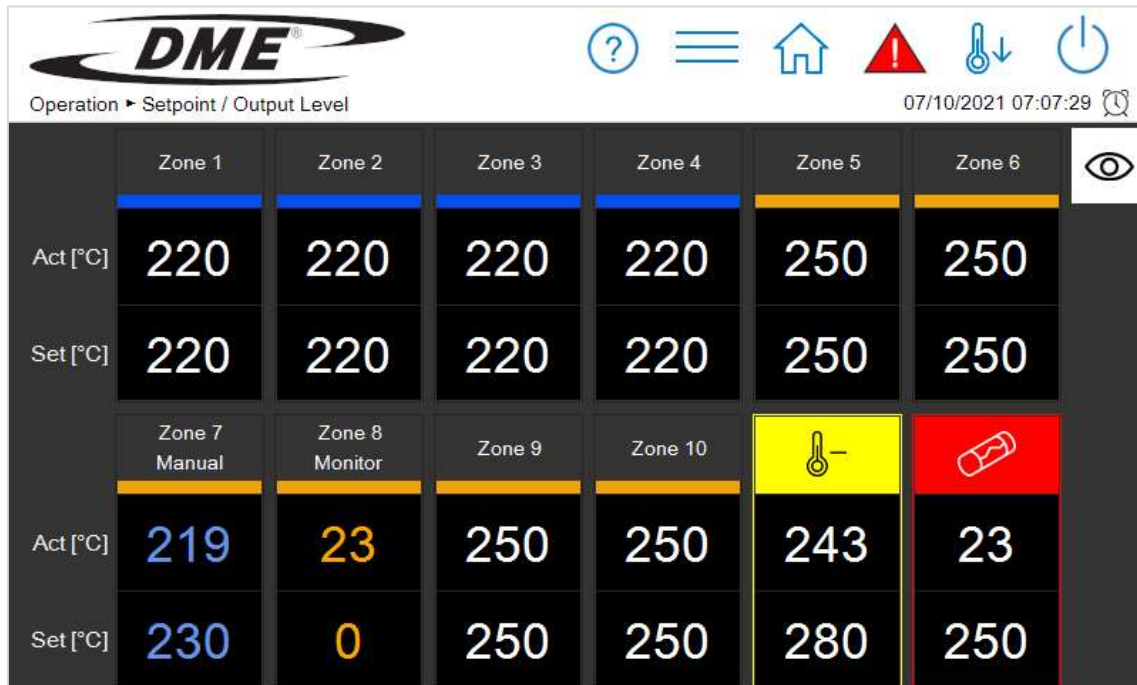 DME®
Operation ► Setpoint / Output Level
07/10/2021 07:07:29
Zone 1 Zone 2 Zone 3 Zone 4 Zone 5 Zone 6
Act [°C] 220 220 220 220 250 250
Set [°C] 220 220 220 220 250 250
Zone 7 Manual Zone 8 Monitor Zone 9 Zone 10
Act [°C] 219 23 250 250 243 23
Set [°C] 230 0 250 250 280 250